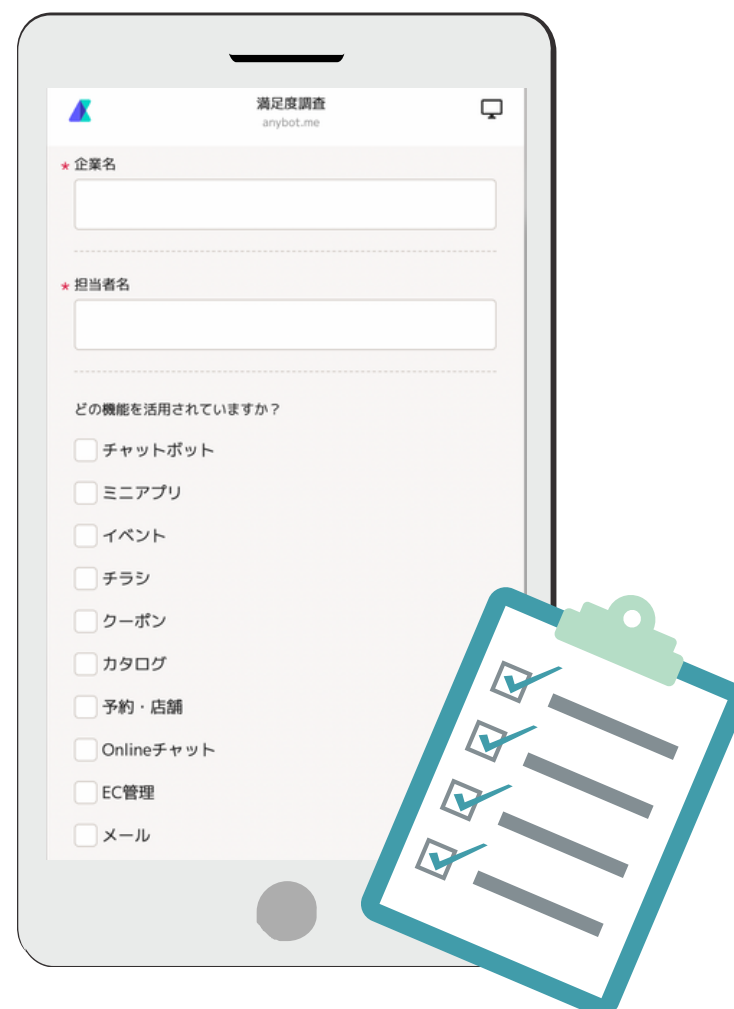 満足度調査
anybot.me
* 企業名
* 担当者名
どの機能を活用されていますか？
チャットボット
ミニアプリ
イベント
チラシ
クーポン
カタログ
予約・店舗
Onlineチャット
EC管理
メール